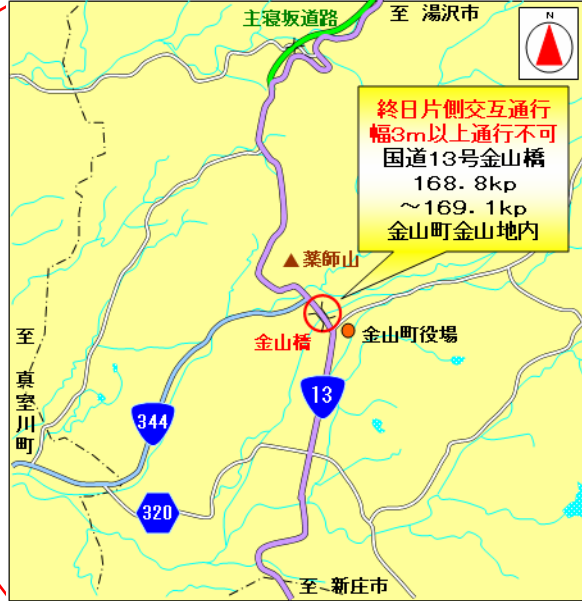 主寝坂道路
至 湯沢市
N
終日片側交互通行
幅3m以上通行不可
国道13号金山橋
168.8kp
～169.1kp
金山町金山地内
▲薬師山
金山橋
金山町役場
至 真室川町
13
344
320
至 新庄市